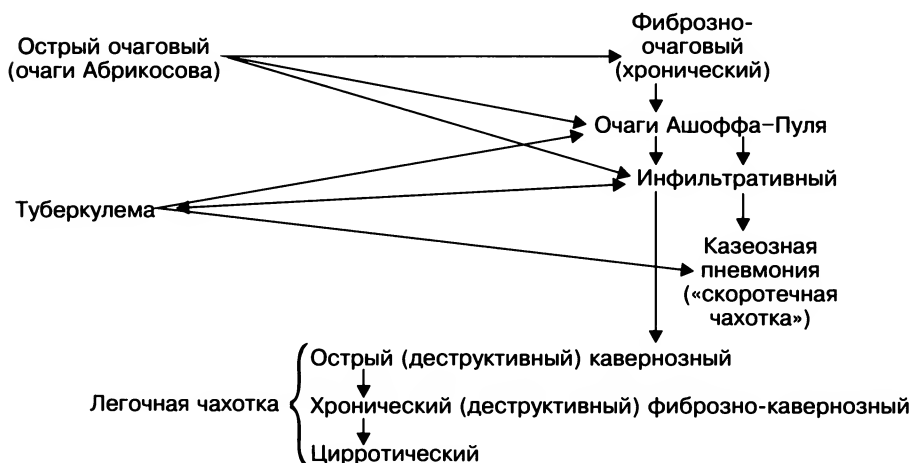 Острый очаговый
(очаги Абрикосова)
Фиброзно-
очаговый
(хронический)
Очаги Ашоффа–Пуля
Инфильтративный
Туберкулема
Казеозная
пневмония
(«скоротечная
чахотка»)
Легочная чахотка
Острый (деструктивный) кавернозный
Хронический (деструктивный) фиброзно-кавернозный
Цирротический